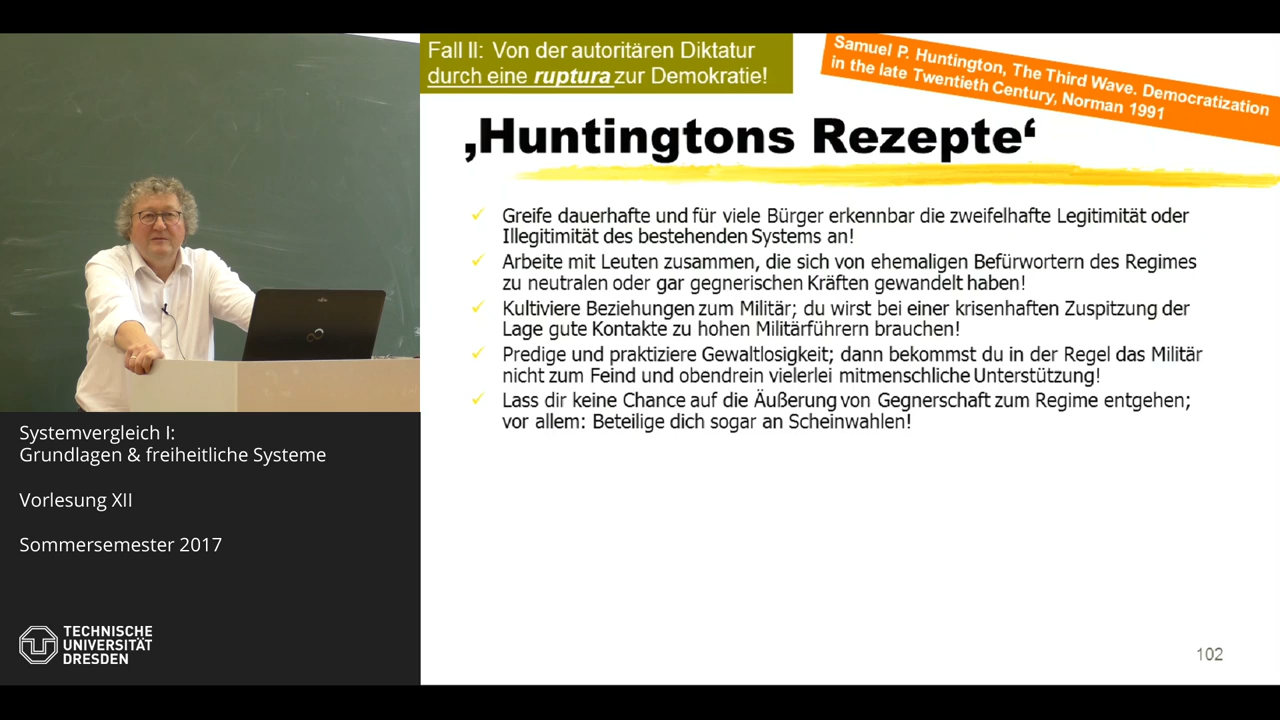 Fall II: Von der autoritären Diktatur
durch eine ruptura zur Demokratie!
Samuel P. Huntington, The Third Wave. Democratization
in the late Twentieth Century, Norman 1991
‚Huntingtons Rezepte‘
Greife dauerhafte und für viele Bürger erkennbar die zweifelhafte Legitimität oder
Illegitimität des bestehenden Systems an!
Arbeite mit Leuten zusammen, die sich von ehemaligen Befürwortern des Regimes
zu neutralen oder gar gegnerischen Kräften gewandelt haben!
Kultiviere Beziehungen zum Militär; du wirst bei einer krisenhaften Zuspitzung der
Lage gute Kontakte zu hohen Militärführern brauchen!
Predige und praktiziere Gewaltlosigkeit; dann bekommst du in der Regel das Militär
nicht zum Feind und obendrein vielerlei mitmenschliche Unterstützung!
Lass dir keine Chance auf die Äußerung von Gegnerschaft zum Regime entgehen;
vor allem: Beteilige dich sogar an Scheinwahlen!
102
Systemvergleich I:
Grundlagen & freiheitliche Systeme
Vorlesung XII
Sommersemester 2017
TECHNISCHE
UNIVERSITÄT
DRESDEN